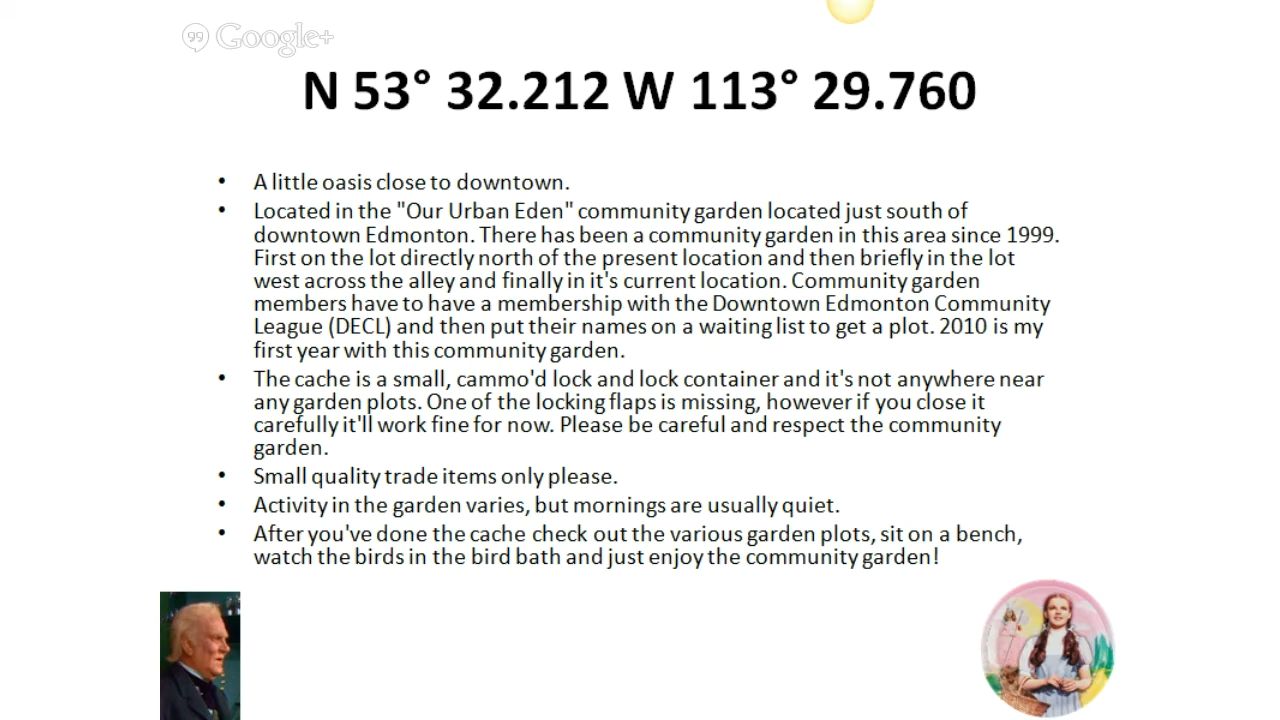 Google+
N 53° 32.212 W 113° 29.760
• A little oasis close to downtown.
• Located in the "Our Urban Eden" community garden located just south of
downtown Edmonton. There has been a community garden in this area since 1999.
First on the lot directly north of the present location and then briefly in the lot
west across the alley and finally in it's current location. Community garden
members have to have a membership with the Downtown Edmonton Community
League (DECL) and then put their names on a waiting list to get a plot. 2010 is my
first year with this community garden.
• The cache is a small, cammo'd lock and lock container and it's not anywhere near
any garden plots. One of the locking flaps is missing, however if you close it
carefully it'll work fine for now. Please be careful and respect the community
garden.
• Small quality trade items only please.
• Activity in the garden varies, but mornings are usually quiet.
• After you've done the cache check out the various garden plots, sit on a bench,
watch the birds in the bird bath and just enjoy the community garden!